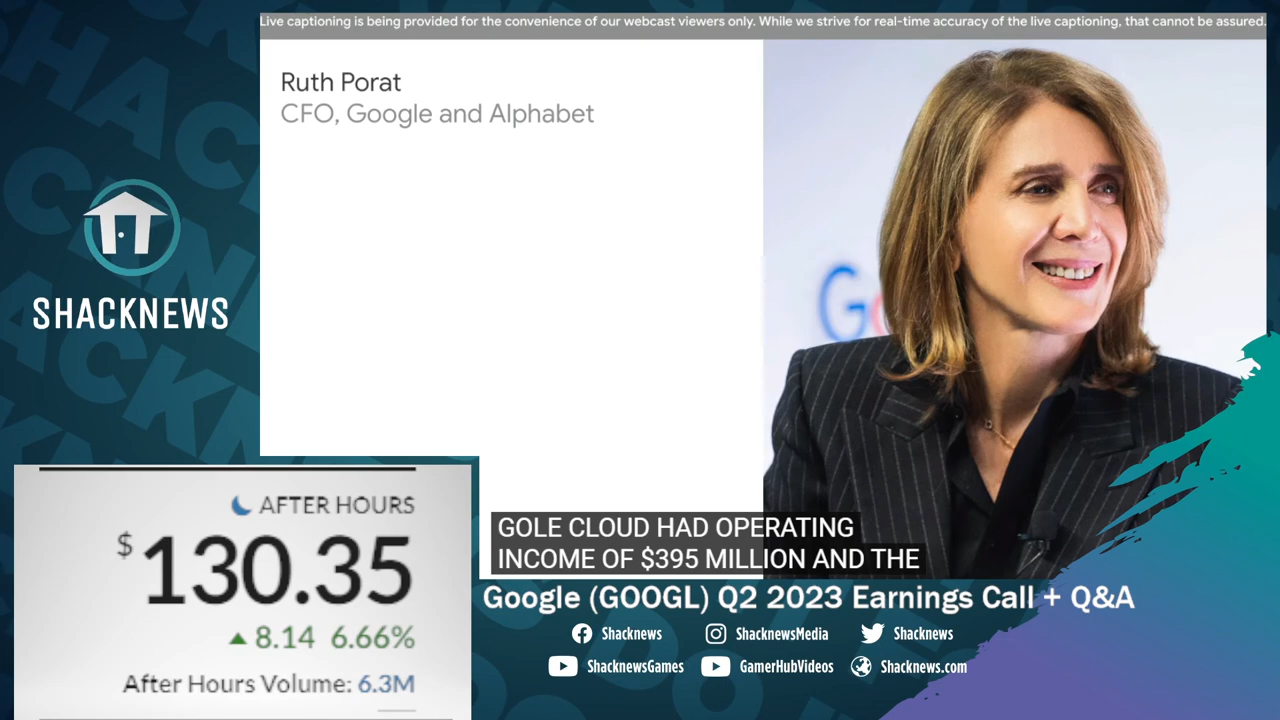 Live captioning is being provided for the convenience of our webcast viewers only. While we strive for real-time accuracy of the live captioning, that cannot be assured.
Ruth Porat
CFO, Google and Alphabet
SHACKNEWS
AFTER HOURS
$130.35
8.14 6.66%
After Hours Volume: 6.3M
GOLE CLOUD HAD OPERATING
INCOME OF $395 MILLION AND THE
Google (GOOGL) Q2 2023 Earnings Call + Q&A
Shacknews ShacknewsMedia Shacknews
ShacknewsGames GamerHubVideos Shacknews.com